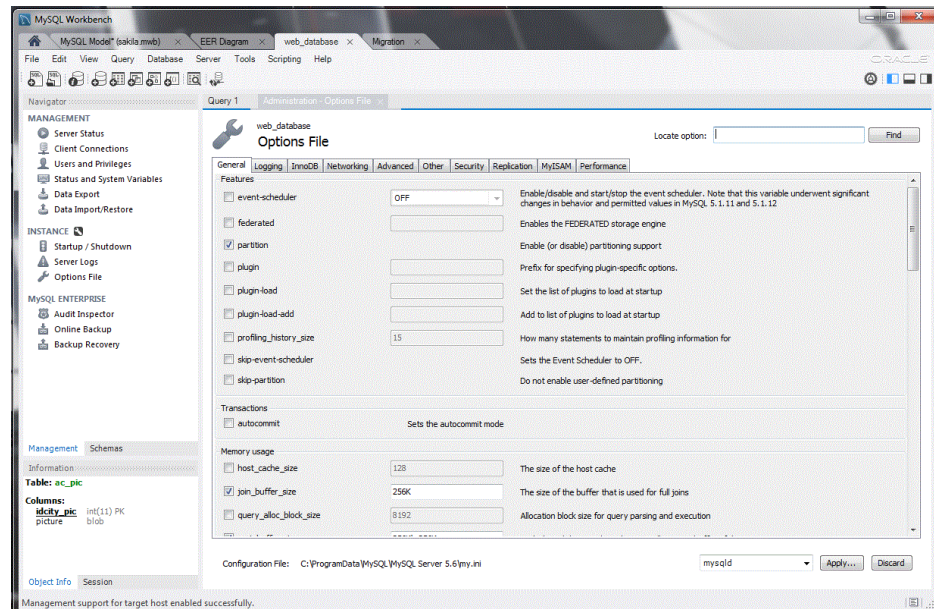 MySQL Workbench
MySQL Model* (sakila.mwb)
EER Diagram
web_database
Migration
File Edit View Query Database Server Tools Scripting Help
ORACLE
Navigator
MANAGEMENT
Server Status
Client Connections
Users and Privileges
Status and System Variables
Data Export
Data Import/Restore
INSTANCE
Startup / Shutdown
Server Logs
Options File
MySQL ENTERPRISE
Audit Inspector
Online Backup
Backup Recovery
Management Schemas
Information
Table: ac_pic
Columns:
idcity_pic int(11) PK
picture blob
Object Info Session
Query 1
Administration - Options File
web_database
Options File
Locate option:
Find
General Logging InnoDB Networking Advanced Other Security Replication MyISAM Performance
Features
event-scheduler OFF Enable/disable and start/stop the event scheduler. Note that this variable underwent significant
changes in behavior and permitted values in MySQL 5.1.11 and 5.1.12
federated Enables the FEDERATED storage engine
partition Enable (or disable) partitioning support
plugin Prefix for specifying plugin-specific options.
plugin-load Set the list of plugins to load at startup
plugin-load-add Add to list of plugins to load at startup
profiling_history_size 15 How many statements to maintain profiling information for
skip-event-scheduler Sets the Event Scheduler to OFF.
skip-partition Do not enable user-defined partitioning
Transactions
autocommit Sets the autocommit mode
Memory usage
host_cache_size 128 The size of the host cache
join_buffer_size 256K The size of the buffer that is used for full joins
query_alloc_block_size 8192 Allocation block size for query parsing and execution
Configuration File: C:\ProgramData\MySQL\MySQL Server 5.6\my.ini
mysqld
Apply...
Discard
Management support for target host enabled successfully.